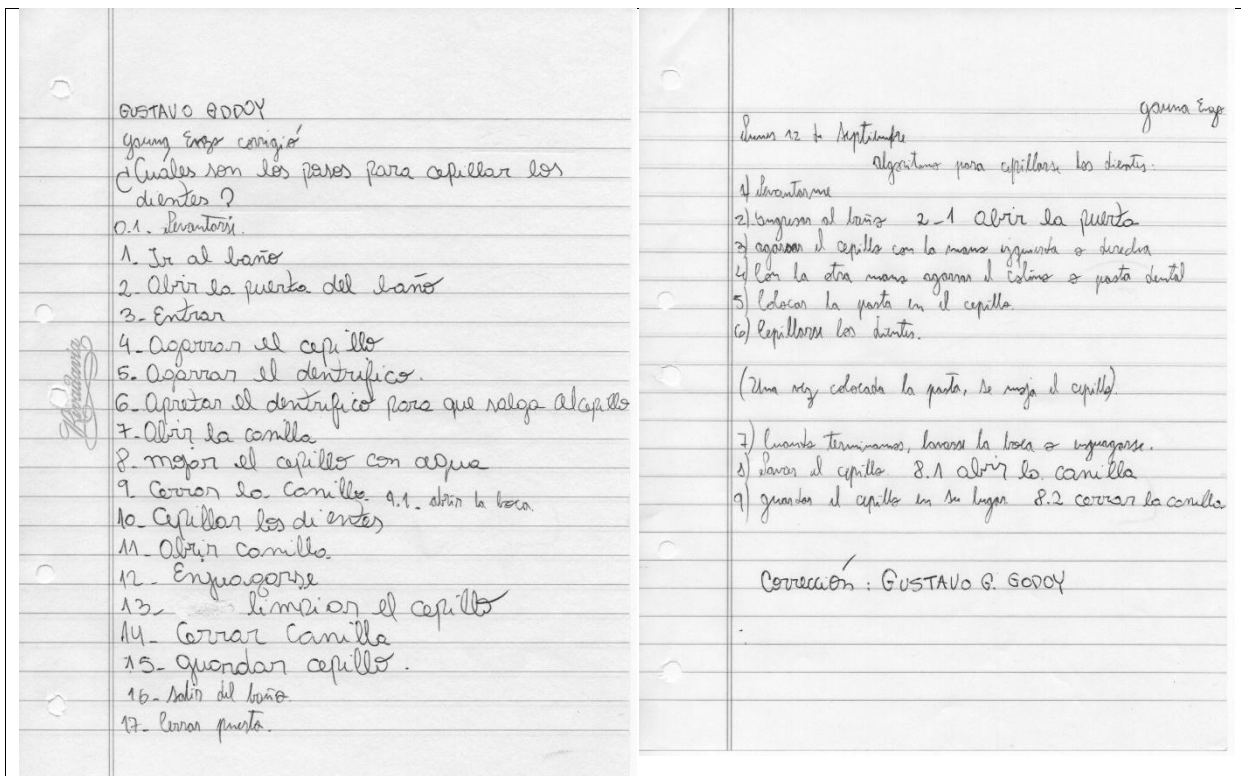 GUSTAVO GODOY
Gauna Enzo corrigió
¿Cuáles son los pasos para cepillar los
dientes?
0.1. Levantarse.
1. Ir al baño
2. Abrir la puerta del baño
3. Entrar
4. Agarrar el cepillo
5. Agarrar el dentrifico.
6. Apretar el dentrifico para que salga al cepillo
7. Abrir la canilla
8. mojar el cepillo con agua
9. Cerrar la Canilla. 9.1. abrir la boca.
10. Cepillar los dientes
11. Abrir canilla.
12. Enjuagarse
13. limpiar el cepillo
14. Cerrar Canilla
15. guardar cepillo.
16. salir del baño.
17. Cerrar puerta.
Rivadavia
Gauna Enzo
Lunes 12 de Septiembre
Algoritmo para cepillarse los dientes.
1) Levantarme
2) Ingresar al baño 2-1 abrir la puerta
3) agarrar el cepillo con la mano izquierda o derecha
4) Con la otra mano agarrar el colino o pasta dental
5) Colocar la pasta en el cepillo.
6) Cepillarse los dientes.
(Una vez colocada la pasta, se moja el cepillo).
7) Cuando terminamos, lavarse la boca o enjuagarse.
8) Lavar el cepillo. 8.1 abrir la canilla
9) guardar el cepillo en su lugar. 8.2 cerrar la canilla
Corrección: GUSTAVO G. GODOY